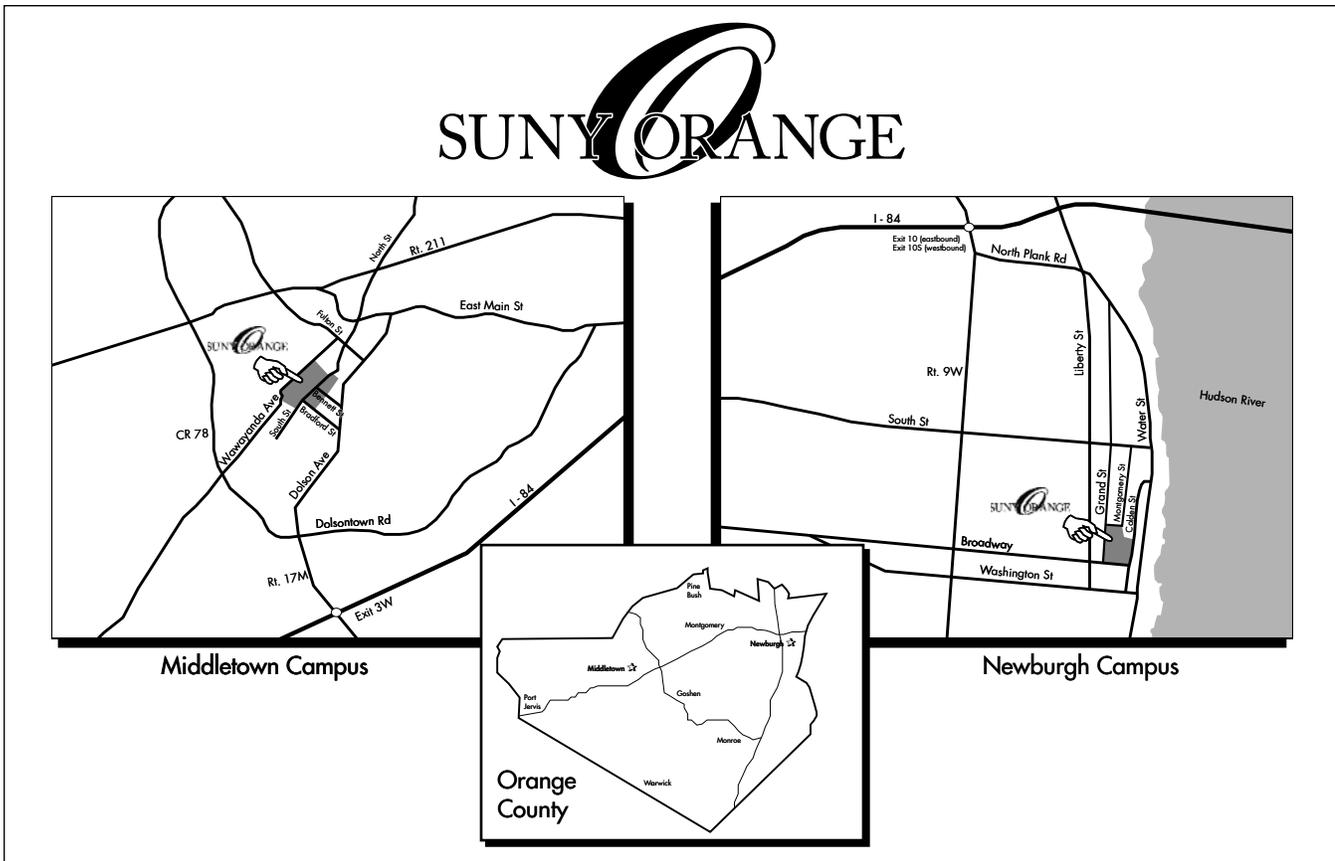 SUNY ORANGE
North St
Rt. 211
East Main St
Fulton St
SUNY ORANGE
Wawayanda Ave
South St
Bennett St
Bradford St
CR 78
Dolson Ave
I - 84
Dolsontown Rd
Rt. 17M
Exit 3W
Middletown Campus
I - 84
Exit 10 (eastbound)
Exit 10S (westbound)
North Plank Rd
Liberty St
Rt. 9W
Hudson River
Water St
South St
Grand St
Montgomery St
Colden St
SUNY ORANGE
Broadway
Washington St
Newburgh Campus
Pine
Bush
Montgomery
Newburgh
Middletown
Goshen
Port
Jervis
Monroe
Warwick
Orange
County